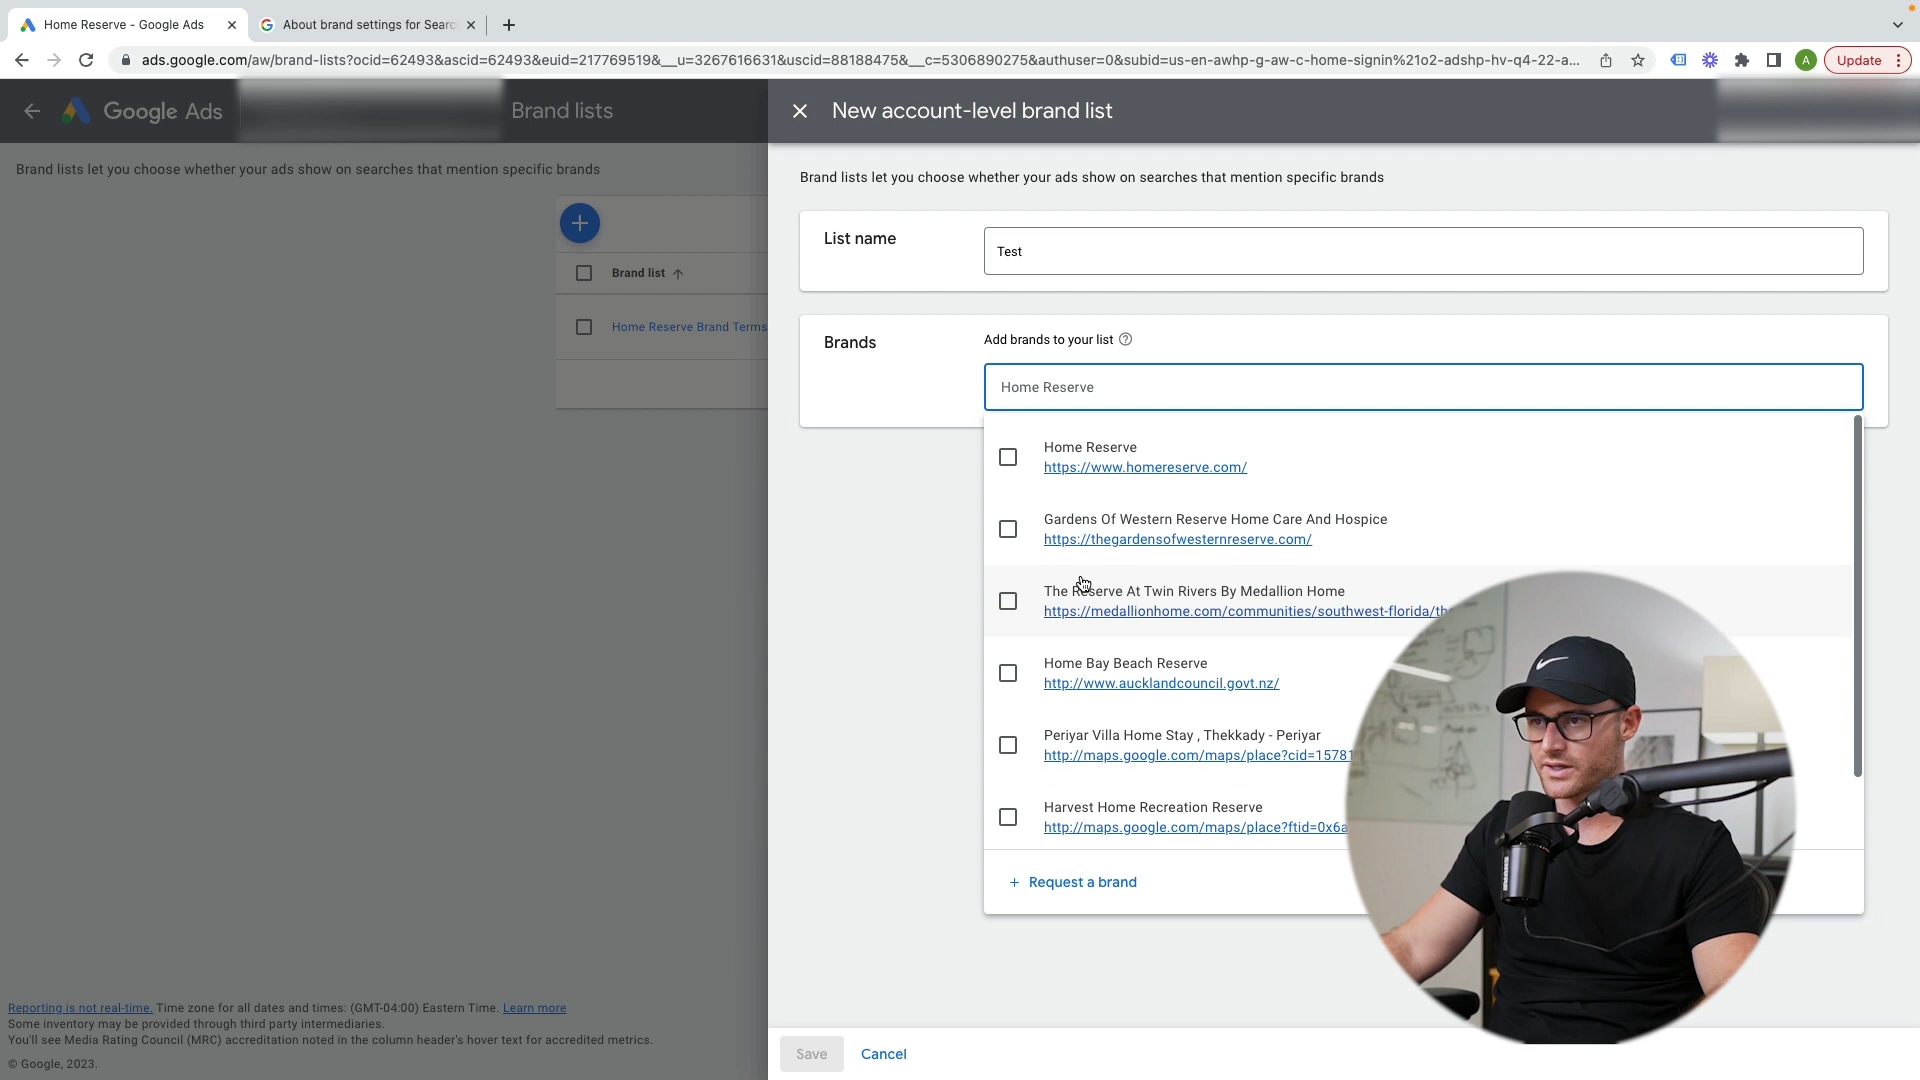 Home Reserve - Google Ads
About brand settings for Searc
ads.google.com/aw/brand-lists?ocid=62493&ascid=62493&euid=217769519&__u=3267616631&uscid=88188475&__c=5306890275&authuser=0&subid=us-en-awhp-g-aw-c-home-signin%21o2-adshp-hv-q4-22-a...
A
Update
Google Ads
Brand lists
New account-level brand list
Brand lists let you choose whether your ads show on searches that mention specific brands
Brand list
Home Reserve Brand Terms
Brand lists let you choose whether your ads show on searches that mention specific brands
List name
Test
Brands
Add brands to your list
Home Reserve
Home Reserve
https://www.homereserve.com/
Gardens Of Western Reserve Home Care And Hospice
https://thegardensofwesternreserve.com/
The Reserve At Twin Rivers By Medallion Home
https://medallionhome.com/communities/southwest-florida/the
Home Bay Beach Reserve
http://www.aucklandcouncil.govt.nz/
Periyar Villa Home Stay , Thekkady - Periyar
http://maps.google.com/maps/place?cid=15781
Harvest Home Recreation Reserve
http://maps.google.com/maps/place?ftid=0x6a
+ Request a brand
Reporting is not real-time. Time zone for all dates and times: (GMT-04:00) Eastern Time. Learn more
Some inventory may be provided through third party intermediaries.
You'll see Media Rating Council (MRC) accreditation noted in the column header's hover text for accredited metrics.
© Google, 2023.
Save
Cancel